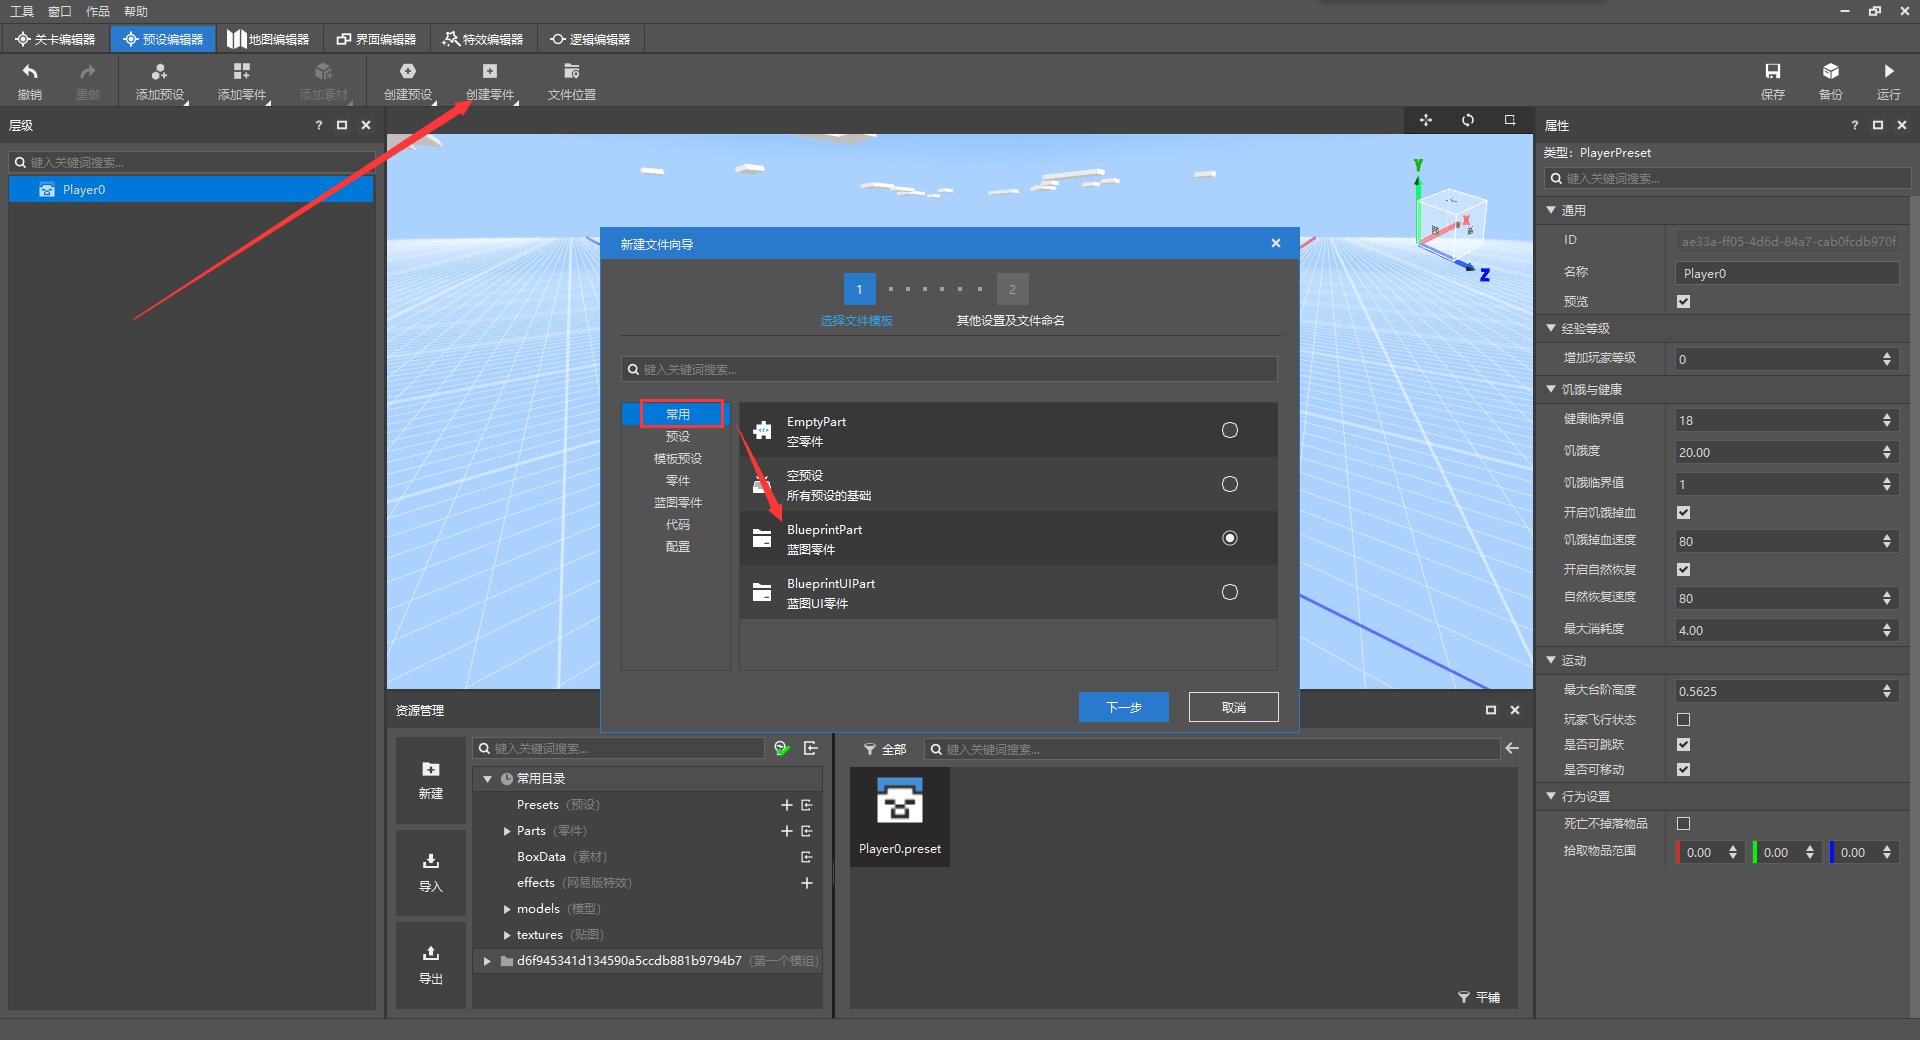 工具 窗口 作品 帮助
关卡编辑器 预设编辑器 地图编辑器 界面编辑器 特效编辑器 逻辑编辑器
撤销 重做 添加预设 添加零件 添加素材 创建预设 创建零件 文件位置 保存 备份 运行
层级 ?
键入关键词搜索...
Player0
Y
X
Z
新建文件向导
1 2
选择文件模板 其他设置及文件命名
键入关键词搜索...
常用
预设
模板预设
零件
蓝图零件
代码
配置
EmptyPart
空零件
空预设
所有预设的基础
BlueprintPart
蓝图零件
BlueprintUIPart
蓝图UI零件
下一步 取消
资源管理
新建
导入
导出
键入关键词搜索...
常用目录
Presets (预设)
Parts (零件)
BoxData (素材)
effects (网易版特效)
models (模型)
textures (贴图)
d6f945341d134590a5ccdb881b9794b7 (第一个模组)
全部 键入关键词搜索...
Player0.preset
平铺
属性 ?
类型: PlayerPreset
键入关键词搜索...
通用
ID ae33a-ff05-4d6d-84a7-cab0fcdb970f
名称 Player0
预览
经验等级
增加玩家等级 0
饥饿与健康
健康临界值 18
饥饿度 20.00
饥饿临界值 1
开启饥饿掉血
饥饿掉血速度 80
开启自然恢复
自然恢复速度 80
最大消耗度 4.00
运动
最大台阶高度 0.5625
玩家飞行状态
是否可跳跃
是否可移动
行为设置
死亡不掉落物品
拾取物品范围 0.00 0.00 0.00